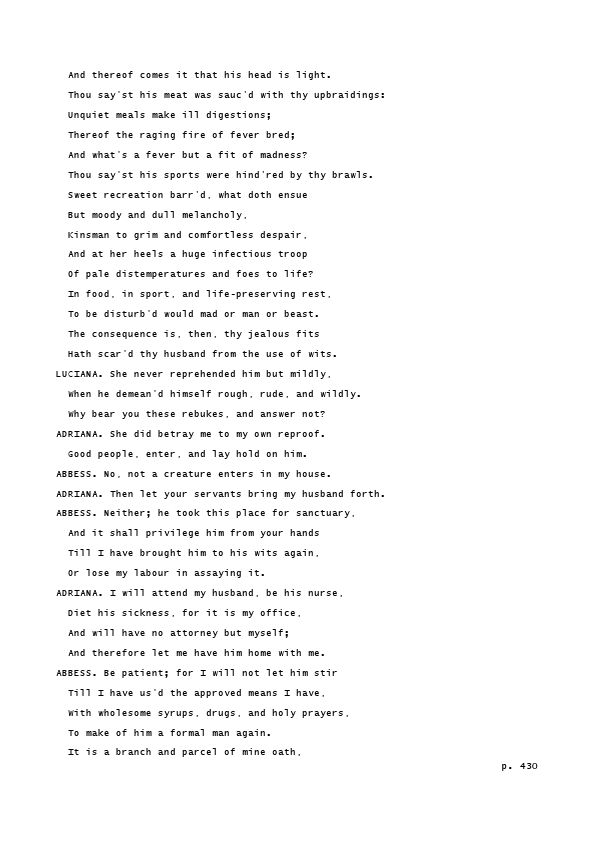 And thereof comes it that his head is light.
Thou say'st his meat was sauc'd with thy upbraidings:
Unquiet meals make ill digestions;
Thereof the raging fire of fever bred;
And what's a fever but a fit of madness?
Thou say'st his sports were hind'red by thy brawls.
Sweet recreation barr'd, what doth ensue
But moody and dull melancholy,
Kinsman to grim and comfortless despair,
And at her heels a huge infectious troop
Of pale distemperatures and foes to life?
In food, in sport, and life-preserving rest,
To be disturb'd would mad or man or beast.
The consequence is, then, thy jealous fits
Hath scar'd thy husband from the use of wits.
LUCIANA. She never reprehended him but mildly,
When he demean'd himself rough, rude, and wildly.
Why bear you these rebukes, and answer not?
ADRIANA. She did betray me to my own reproof.
Good people, enter, and lay hold on him.
ABBESS. No, not a creature enters in my house.
ADRIANA. Then let your servants bring my husband forth.
ABBESS. Neither; he took this place for sanctuary,
And it shall privilege him from your hands
Till I have brought him to his wits again,
Or lose my labour in assaying it.
ADRIANA. I will attend my husband, be his nurse,
Diet his sickness, for it is my office,
And will have no attorney but myself;
And therefore let me have him home with me.
ABBESS. Be patient; for I will not let him stir
Till I have us'd the approved means I have,
With wholesome syrups, drugs, and holy prayers,
To make of him a formal man again.
It is a branch and parcel of mine oath,
p. 430